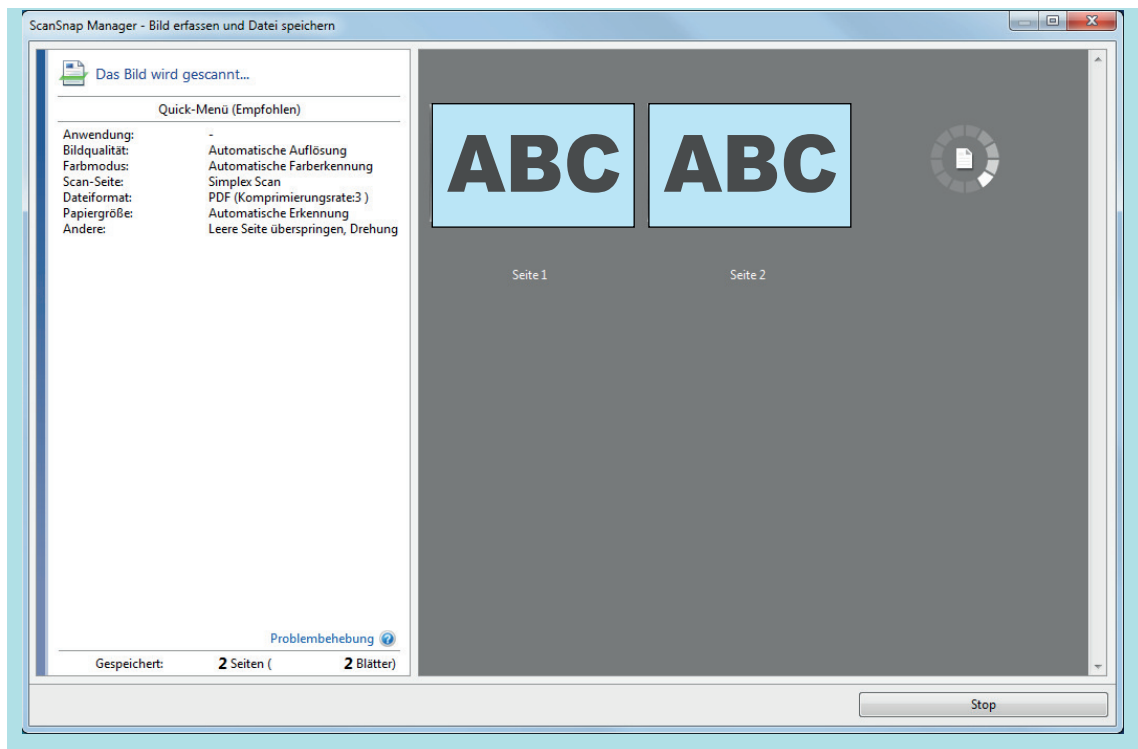 ScanSnap Manager - Bild erfassen und Datei speichern
Das Bild wird gescannt...
Quick-Menü (Empfohlen)
Anwendung: -
Bildqualität: Automatische Auflösung
Farbmodus: Automatische Farberkennung
Scan-Seite: Simplex Scan
Dateiformat: PDF (Komprimierungsrate:3 )
Papiergröße: Automatische Erkennung
Andere: Leere Seite überspringen, Drehung
ABC ABC
Seite 1 Seite 2
Problembehebung
Gespeichert: 2 Seiten ( 2 Blätter)
Stop